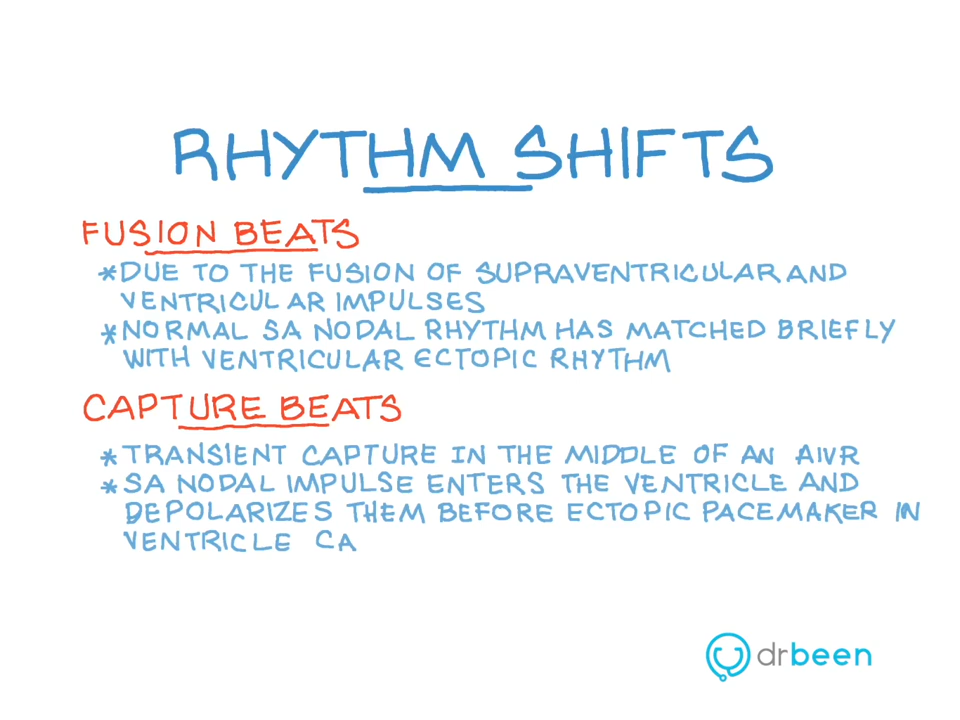 RHYTHM SHIFTS
FUSION BEATS
*DUE TO THE FUSION OF SUPRAVENTRICULAR AND
VENTRICULAR IMPULSES
*NORMAL SA NODAL RHYTHM HAS MATCHED BRIEFLY
WITH VENTRICULAR ECTOPIC RHYTHM
CAPTURE BEATS
*TRANSIENT CAPTURE IN THE MIDDLE OF AN AIVR
*SA NODAL IMPULSE ENTERS THE VENTRICLE AND
DEPOLARIZES THEM BEFORE ECTOPIC PACEMAKER IN
VENTRICLE CA
drbeen